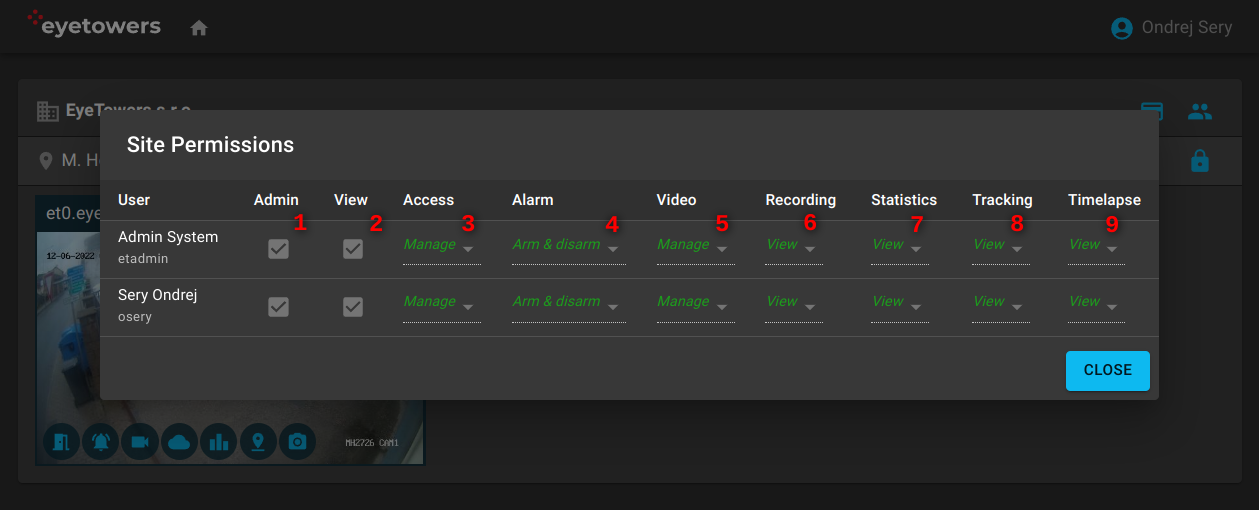 eyetowers
Ondrej Sery
EyeTowers s.r.o.
M. H
Site Permissions
User Admin View Access Alarm Video Recording Statistics Tracking Timelapse
1 2 3 4 5 6 7 8 9
et0.eye
Admin System
etadmin
Manage Arm & disarm Manage View View View View
12-06-2022
Sery Ondrej
osery
Manage Arm & disarm Manage View View View View
CLOSE
MH2726 CAM1